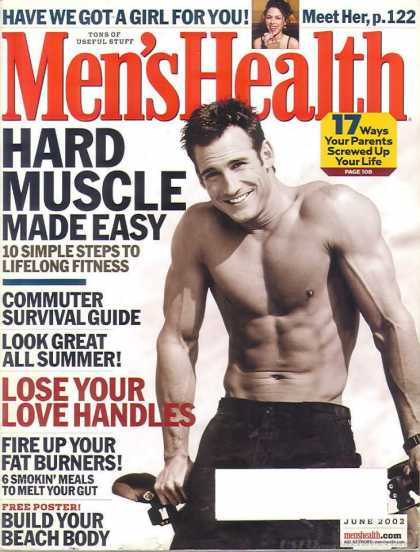 HAVE WE GOT A GIRL FOR YOU!
Meet Her, p.122
TONS OF
USEFUL STUFF
Men'sHealth
17 Ways
Your Parents
Screwed Up
Your Life
PAGE 108
HARD
MUSCLE
MADE EASY
10 SIMPLE STEPS TO
LIFELONG FITNESS
COMMUTER
SURVIVAL GUIDE
LOOK GREAT
ALL SUMMER!
LOSE YOUR
LOVE HANDLES
FIRE UP YOUR
FAT BURNERS!
6 SMOKIN' MEALS
TO MELT YOUR GUT
FREE POSTER!
BUILD YOUR
BEACH BODY
JUNE 2002
menshealth.com